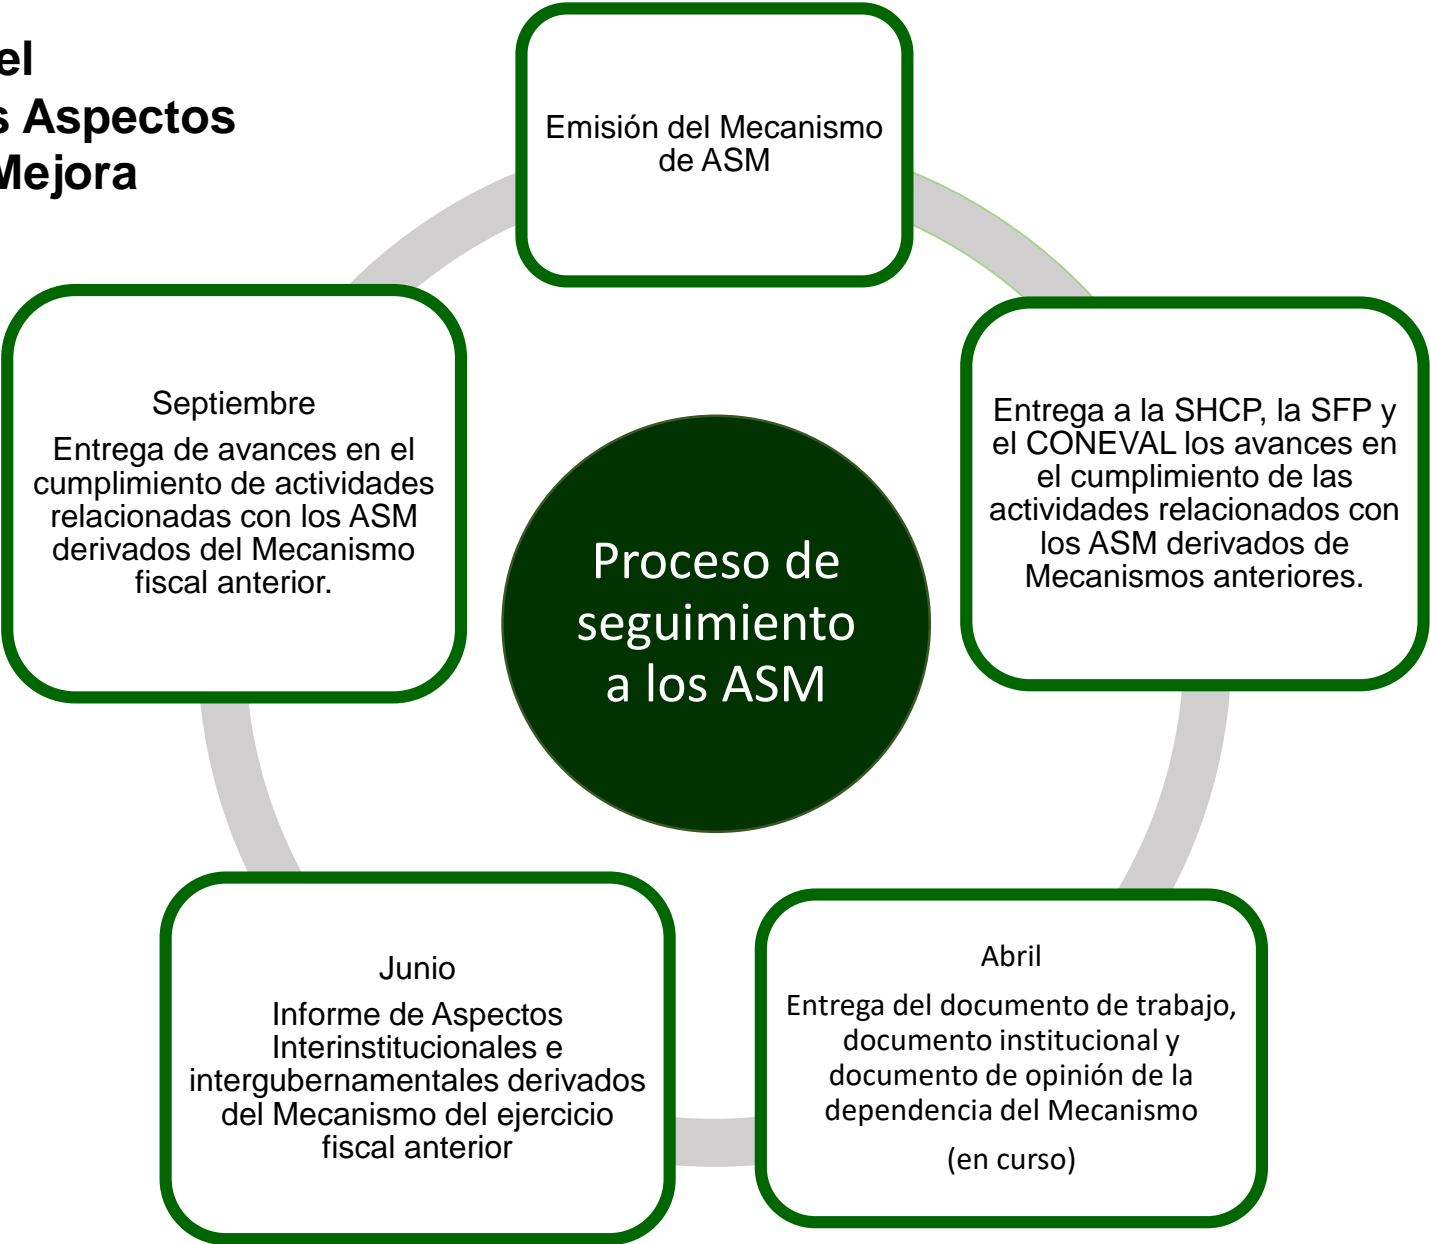 el
s Aspectos
Mejora
Emisión del Mecanismo
de ASM
Entrega a la SHCP, la SFP y
el CONEVAL los avances en
el cumplimiento de las
actividades relacionados con
los ASM derivados de
Mecanismos anteriores.
Abril
Entrega del documento de trabajo,
documento institucional y
documento de opinión de la
dependencia del Mecanismo
(en curso)
Junio
Informe de Aspectos
Interinstitucionales e
intergubernamentales derivados
del Mecanismo del ejercicio
fiscal anterior
Septiembre
Entrega de avances en el
cumplimiento de actividades
relacionadas con los ASM
derivados del Mecanismo
fiscal anterior.
Proceso de
seguimiento
a los ASM